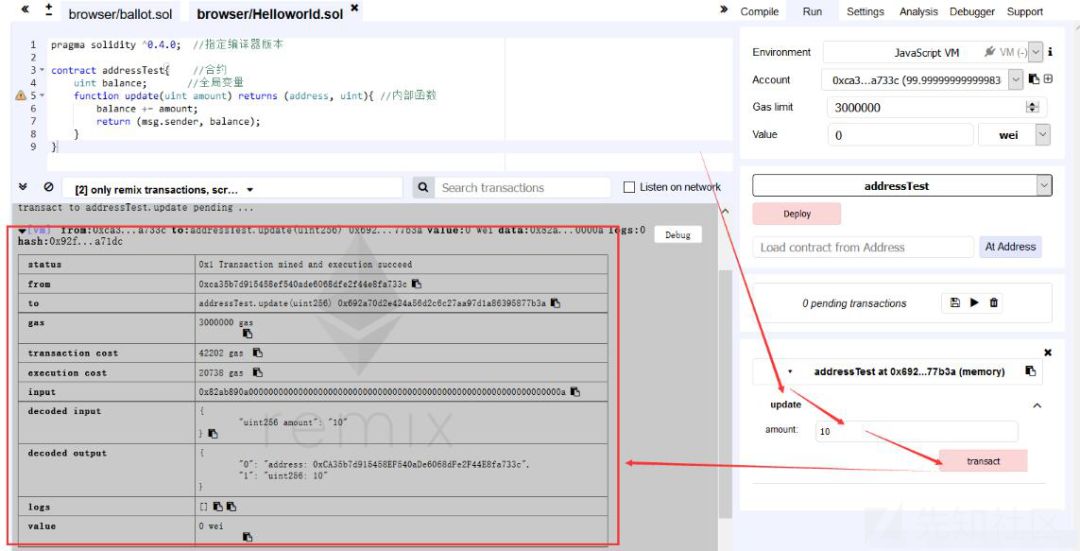 browser/ballot.sol browser/Helloworld.sol Compile Run Settings Analysis Debugger Support
1 pragma solidity ^0.4.0; //指定编译器版本
2
3 contract addressTest{ //合约
4 uint balance; //全局变量
5 function update(uint amount) returns (address, uint){ //内部函数
6 balance += amount;
7 return (msg.sender, balance);
8 }
9 }
Environment JavaScript VM VM (-)
Account 0xca3...a733c (99.99999999999983
Gas limit 3000000
Value 0 wei
[2] only remix transactions, scr... Search transactions Listen on network
addressTest
Deploy
Load contract from Address At Address
0 pending transactions
addressTest at 0x692...77b3a (memory)
update
amount: 10
transact
transact to addressTest.update pending ...
[vm] from:0xca3...a733c to:addressTest.update(uint256) 0x692...77b3a value:0 wei data:0x82a...0000a logs:0
hash:0x92f...a71dc
Debug
status 0x1 Transaction mined and execution succeed
from 0xca35b7d915458ef540ade6068dfe2f44e8fa733c
to addressTest.update(uint256) 0x692a70d2e424a56d2c6c27aa97d1a86395877b3a
gas 3000000 gas
transaction cost 42202 gas
execution cost 20738 gas
input 0x82ab890a000000000000000000000000000000000000000000000000000000000000000a
decoded input {
"uint256 amount": "10"
}
remix
decoded output {
"0": "address: 0xCA35b7d915458EF540aDe6068dFe2F44E8fa733c",
"1": "uint256: 10"
}
logs []
value 0 wei
先知社区